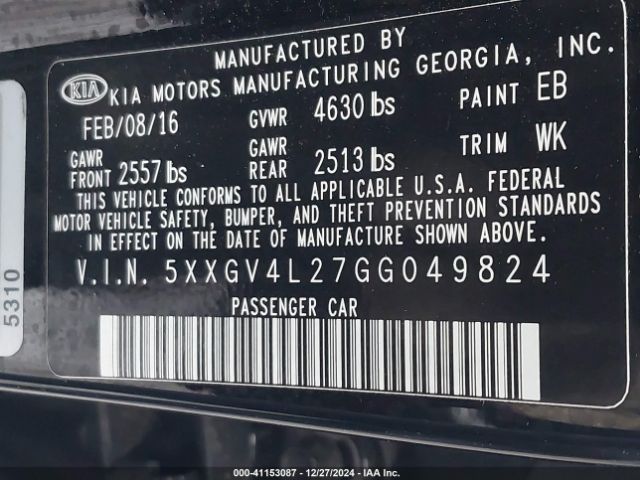 MANUFACTURED BY
KIA KIA MOTORS MANUFACTURING GEORGIA, INC.
FEB/08/16 GVWR 4630 lbs PAINT EB
GAWR FRONT 2557 lbs GAWR REAR 2513 lbs TRIM WK
THIS VEHICLE CONFORMS TO ALL APPLICABLE U.S.A. FEDERAL
MOTOR VEHICLE SAFETY, BUMPER, AND THEFT PREVENTION STANDARDS
IN EFFECT ON THE DATE OF MANUFACTURE SHOWN ABOVE.
V.I.N. 5XXGV4L27GG049824
PASSENGER CAR
5310
000-41153087 - 12/27/2024 - IAA Inc.